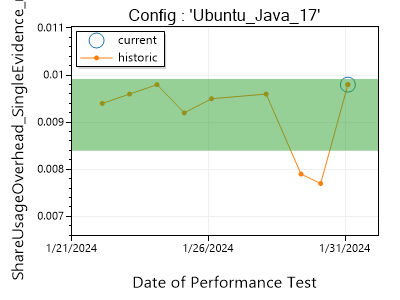 Config : 'Ubuntu_Java_17'
ShareUsageOverhead_SingleEvidence_
current
historic
0.011
0.01
0.009
0.008
0.007
1/21/2024
1/26/2024
1/31/2024
Date of Performance Test